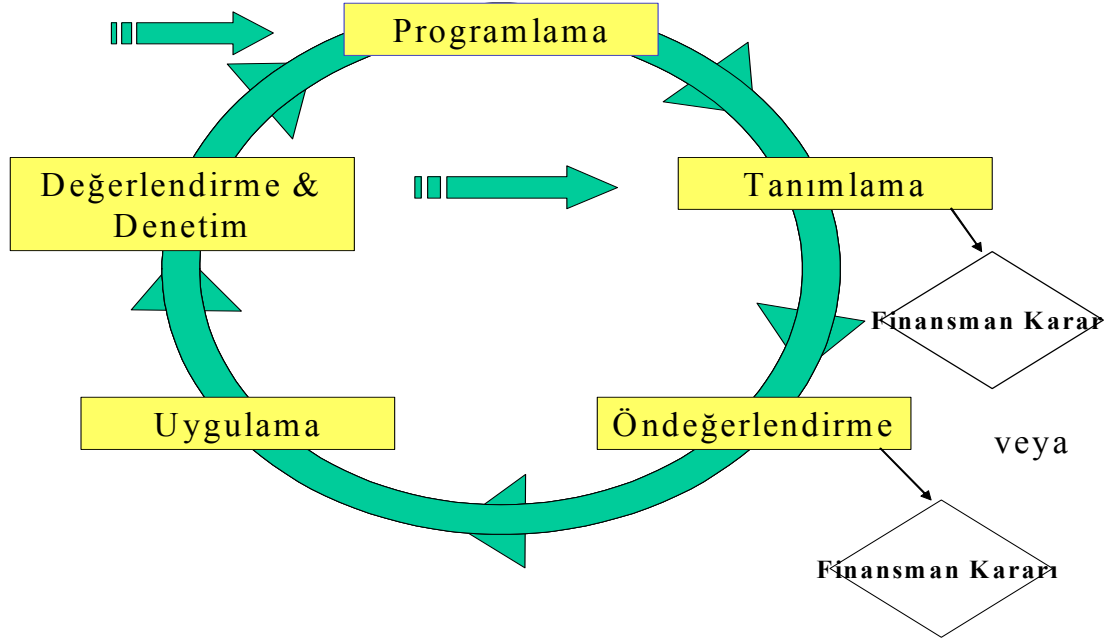 Programlama
Değerlendirme &
Denetim
Tanımlama
Finansman Karar
Uygulama
Öndeğerlendirme
veya
Finansman Kararı